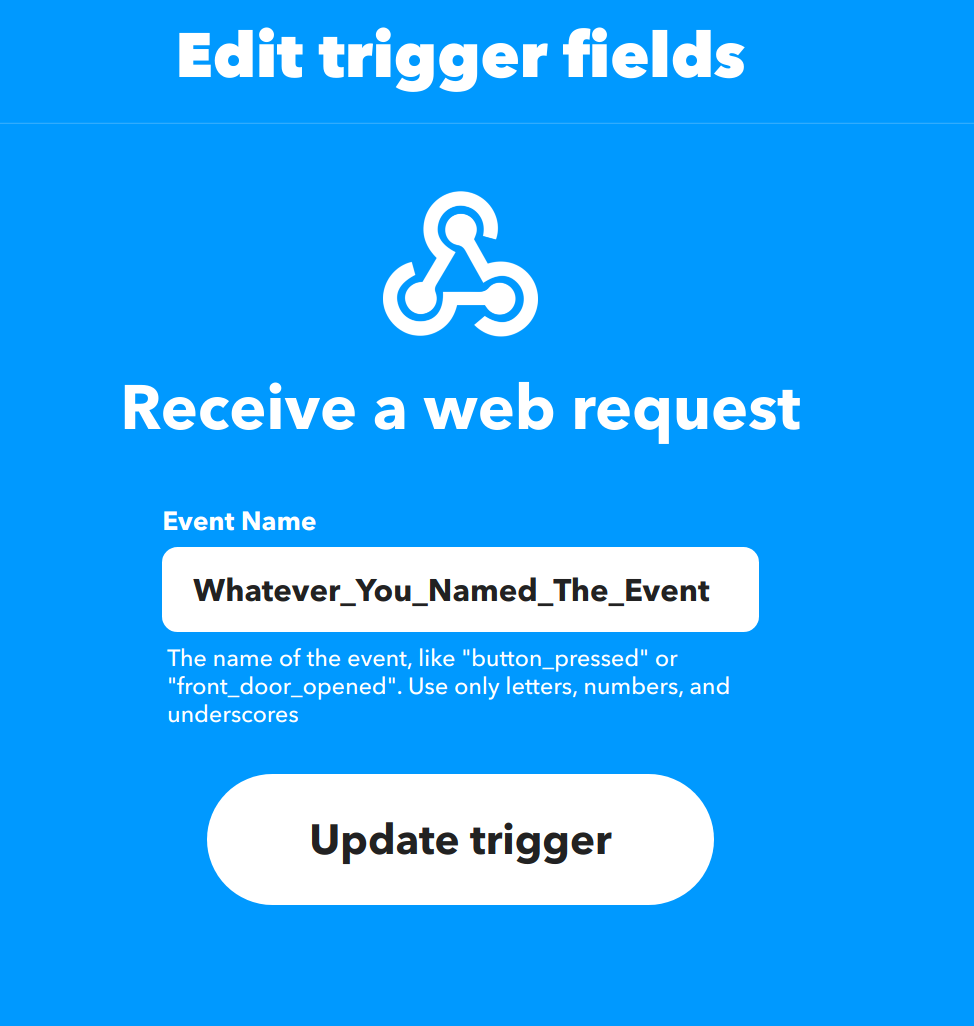 Edit trigger fields
Receive a web request
Event Name
Whatever_You_Named_The_Event
The name of the event, like "button_pressed" or
"front_door_opened". Use only letters, numbers, and
underscores
Update trigger